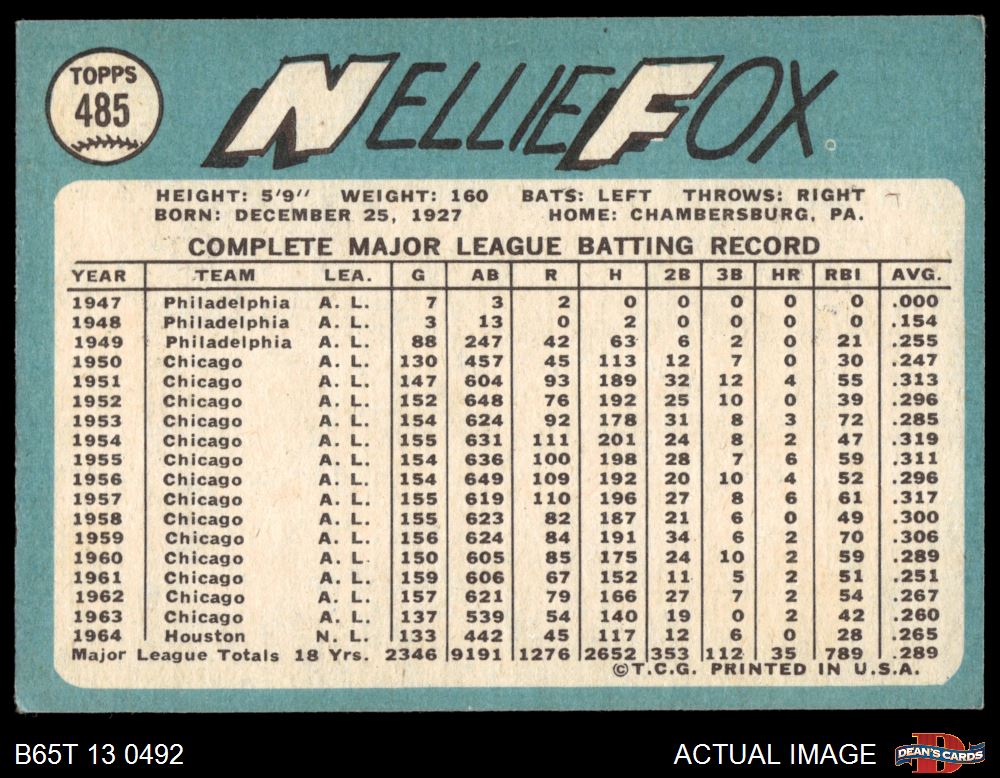 TOPPS
485
NELLIE FOX
HEIGHT: 5'9" WEIGHT: 160 BATS: LEFT THROWS: RIGHT
BORN: DECEMBER 25, 1927 HOME: CHAMBERSBURG, PA.
COMPLETE MAJOR LEAGUE BATTING RECORD
YEAR TEAM LEA. G AB R H 2B 3B HR RBI AVG.
1947 Philadelphia A. L. 7 3 2 0 0 0 0 0 .000
1948 Philadelphia A. L. 3 13 0 2 0 0 0 0 .154
1949 Philadelphia A. L. 88 247 42 63 6 2 0 21 .255
1950 Chicago A. L. 130 457 45 113 12 7 0 30 .247
1951 Chicago A. L. 147 604 93 189 32 12 4 55 .313
1952 Chicago A. L. 152 648 76 192 25 10 0 39 .296
1953 Chicago A. L. 154 624 92 178 31 8 3 72 .285
1954 Chicago A. L. 155 631 111 201 24 8 2 47 .319
1955 Chicago A. L. 154 636 100 198 28 7 6 59 .311
1956 Chicago A. L. 154 649 109 192 20 10 4 52 .296
1957 Chicago A. L. 155 619 110 196 27 8 6 61 .317
1958 Chicago A. L. 155 623 82 187 21 6 0 49 .300
1959 Chicago A. L. 156 624 84 191 34 6 2 70 .306
1960 Chicago A. L. 150 605 85 175 24 10 2 59 .289
1961 Chicago A. L. 159 606 67 152 11 5 2 51 .251
1962 Chicago A. L. 157 621 79 166 27 7 2 54 .267
1963 Chicago A. L. 137 539 54 140 19 0 2 42 .260
1964 Houston N. L. 133 442 45 117 12 6 0 28 .265
Major League Totals 18 Yrs. 2346 9191 1276 2652 353 112 35 789 .289
©T.C.G. PRINTED IN U.S.A.
B65T 13 0492 ACTUAL IMAGE DEAN'S CARDS